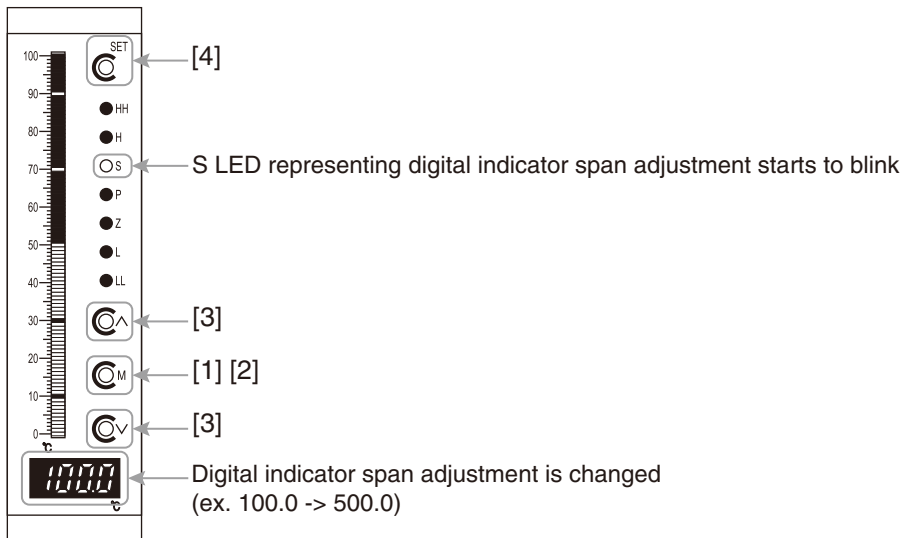 SET
[4]
100
90
HH
80
H
70
S
S LED representing digital indicator span adjustment starts to blink
P
60
Z
50
L
40
LL
30
[3]
20
M
[1] [2]
10
[3]
0
℃
100.0
℃
Digital indicator span adjustment is changed
(ex. 100.0 -> 500.0)